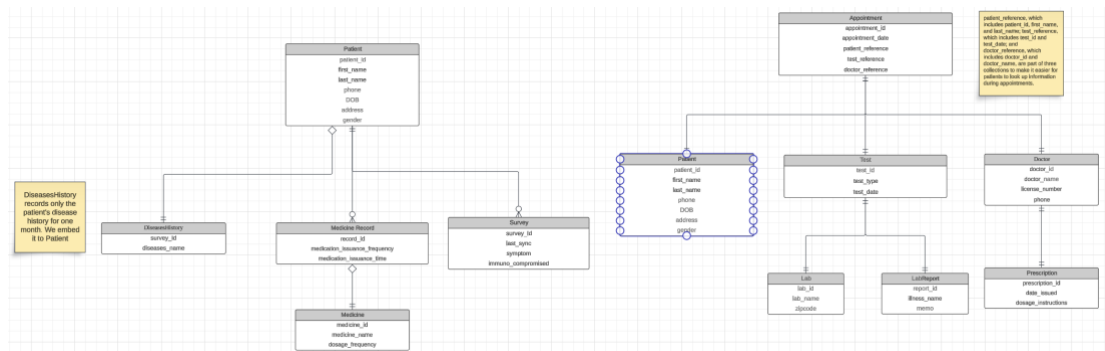 Patient
patient_id
first_name
last_name
phone
DOB
address
gender
DiseasesHistory
records only the
patient's disease
history for one
month. We embed
it to Patient
DiseasesHistory
survey_id
diseases_name
Medicine Record
record_id
medication_issuance_frequency
medication_issuance_time
Survey
survey_id
last_sync
symptom
immuno_compromised
Medicine
medicine_id
medicine_name
dosage_frequency
Appointment
appointment_id
appointment_date
patient_reference
test_reference
doctor_reference
patient_reference, which
includes patient_id, first_name,
and last_name; test_reference,
which includes test_id and
test_date; and
doctor_reference, which
includes doctor_id and
doctor_name, are part of three
collections to make it easier for
patients to look up information
during appointments.
Patient
patient_id
first_name
last_name
phone
DOB
address
gender
Test
test_id
test_type
test_date
Doctor
doctor_id
doctor_name
license_number
phone
Lab
lab_id
lab_name
zipcode
LabReport
report_id
illness_name
memo
Prescription
prescription_id
date_issued
dosage_instructions